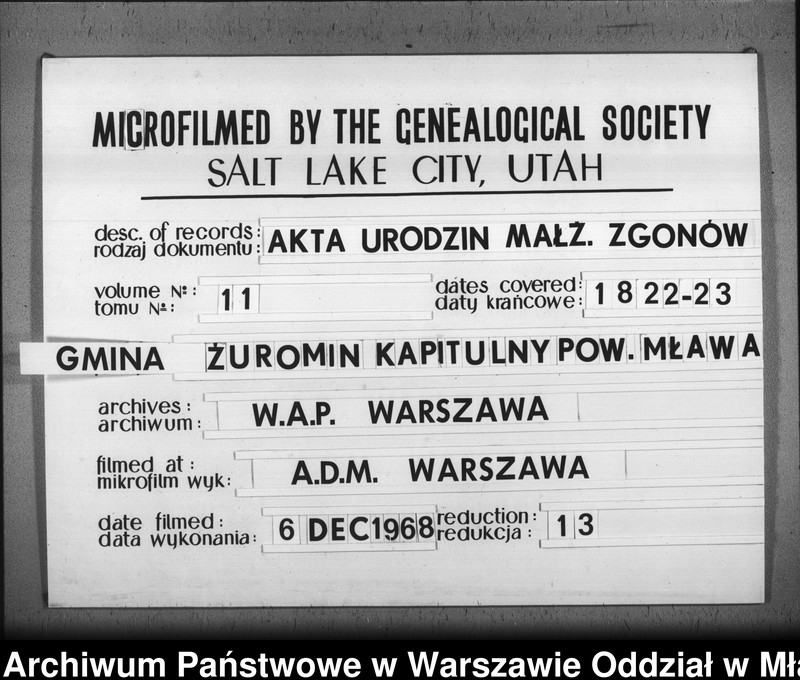 MICROFILMED BY THE GENEALOGICAL SOCIETY
SALT LAKE CITY, UTAH
desc. of records:
rodzaj dokumentu: AKTA URODZIN MAŁŻ. ZGONÓW
volume №:
tomu №: 11
dates covered:
daty krańcowe: 1822-23
GMINA ŻUROMIN KAPITULNY POW. MŁAWA
archives:
archiwum: W.A.P. WARSZAWA
filmed at:
mikrofilm wyk: A.D.M. WARSZAWA
date filmed:
data wykonania: 6 DEC 1968
reduction:
redukcja: 13
Archiwum Państwowe w Warszawie Oddział w